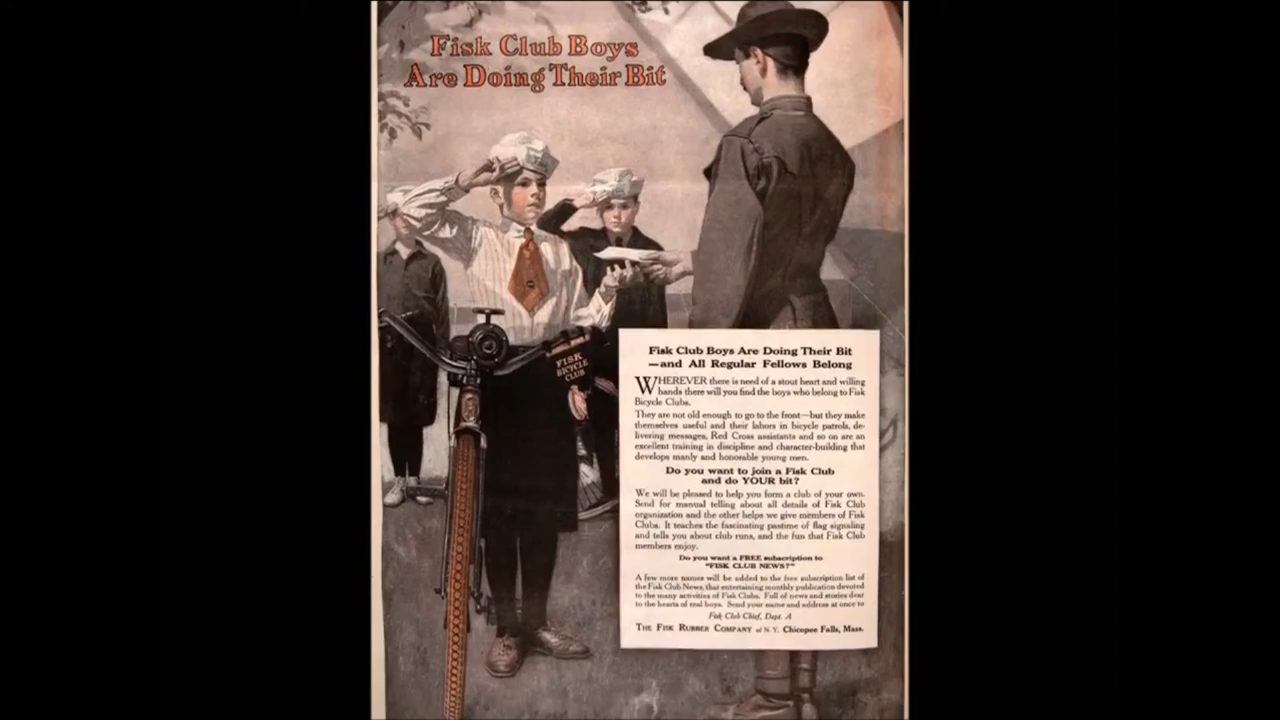 Fisk Club Boys
Are Doing Their Bit
FISK
BICYCLE
CLUB
Fisk Club Boys Are Doing Their Bit
—and All Regular Fellows Belong
WHEREVER there is need of a stout heart and willing
hands there will you find the boys who belong to Fisk
Bicycle Clubs.
They are not old enough to go to the front—but they make
themselves useful and their labors in bicycle patrols, de-
livering messages, Red Cross assistants and so on are an
excellent training in discipline and character-building that
develops manly and honorable young men.
Do you want to join a Fisk Club
and do YOUR bit?
We will be pleased to help you form a club of your own.
Send for manual telling about all details of Fisk Club
organization and the other helps we give members of Fisk
Clubs. It teaches the fascinating pastime of flag signaling
and tells you about club runs, and the fun that Fisk Club
members enjoy.
Do you want a FREE subscription to
"FISK CLUB NEWS?"
A few more names will be added to the free subscription list of
the Fisk Club News, that entertaining monthly publication devoted
to the many activities of Fisk Clubs. Full of news and stories dear
to the hearts of real boys. Send your name and address at once to
Fisk Club Chief, Dept. A
THE FISK RUBBER COMPANY of N. Y. Chicopee Falls, Mass.